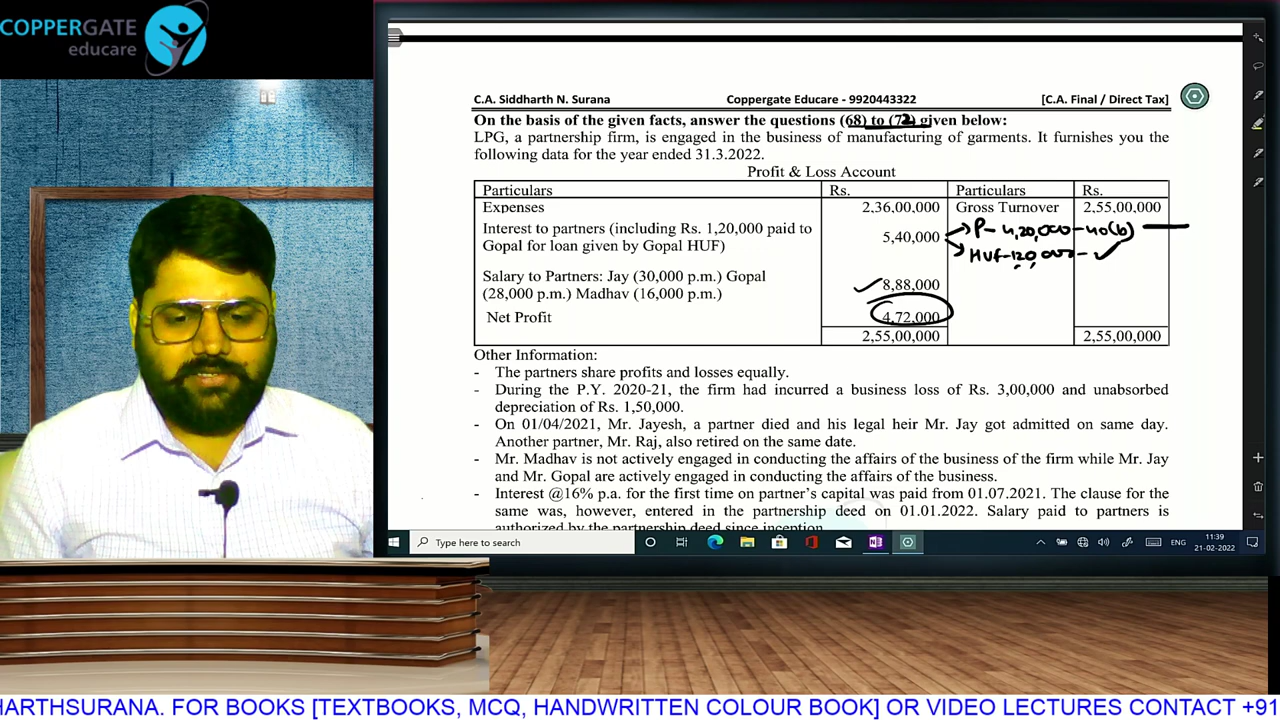 COPPERGATE
educare
C.A. Siddharth N. Surana Coppergate Educare - 9920443322 [C.A. Final / Direct Tax]
On the basis of the given facts, answer the questions (68) to (72) given below:
LPG, a partnership firm, is engaged in the business of manufacturing of garments. It furnishes you the
following data for the year ended 31.3.2022.
Profit & Loss Account
Particulars Rs. Particulars Rs.
Expenses 2,36,00,000 Gross Turnover 2,55,00,000
Interest to partners (including Rs. 1,20,000 paid to
Gopal for loan given by Gopal HUF) 5,40,000
P- 4,20,000 - 40(b)
HUF-120,000-
Salary to Partners: Jay (30,000 p.m.) Gopal
(28,000 p.m.) Madhav (16,000 p.m.) 8,88,000
Net Profit 4,72,000
2,55,00,000 2,55,00,000
Other Information:
- The partners share profits and losses equally.
- During the P.Y. 2020-21, the firm had incurred a business loss of Rs. 3,00,000 and unabsorbed
depreciation of Rs. 1,50,000.
- On 01/04/2021, Mr. Jayesh, a partner died and his legal heir Mr. Jay got admitted on same day.
Another partner, Mr. Raj, also retired on the same date.
- Mr. Madhav is not actively engaged in conducting the affairs of the business of the firm while Mr. Jay
and Mr. Gopal are actively engaged in conducting the affairs of the business.
- Interest @16% p.a. for the first time on partner's capital was paid from 01.07.2021. The clause for the
same was, however, entered in the partnership deed on 01.01.2022. Salary paid to partners is
authorized by the partnership deed since inception
Type here to search
ENG
11:39
21-02-2022
HARTHSURANA. FOR BOOKS [TEXTBOOKS, MCQ, HANDWRITTEN COLOUR BOOK] OR VIDEO LECTURES CONTACT +91